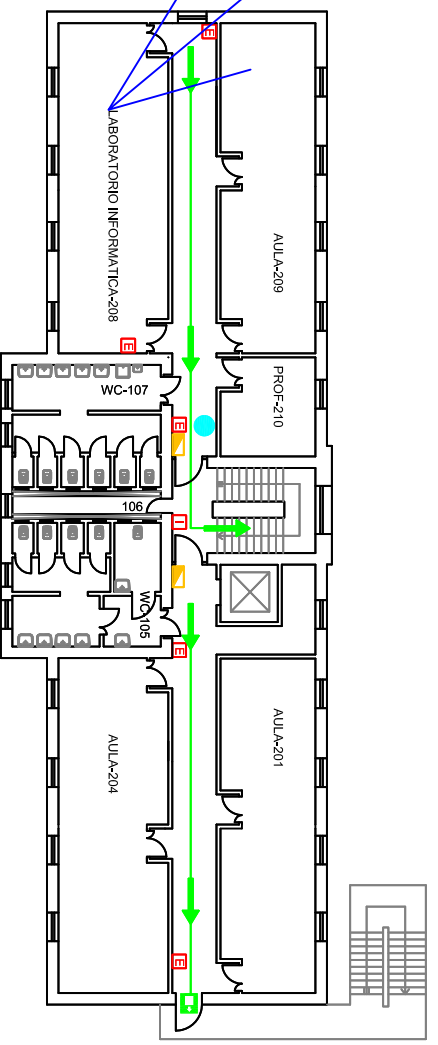 E
LABORATORIO INFORMATICA-208
AULA-209
E
PROF-210
WC-107
E
106
I
WC-105
E
AULA-204
AULA-201
E